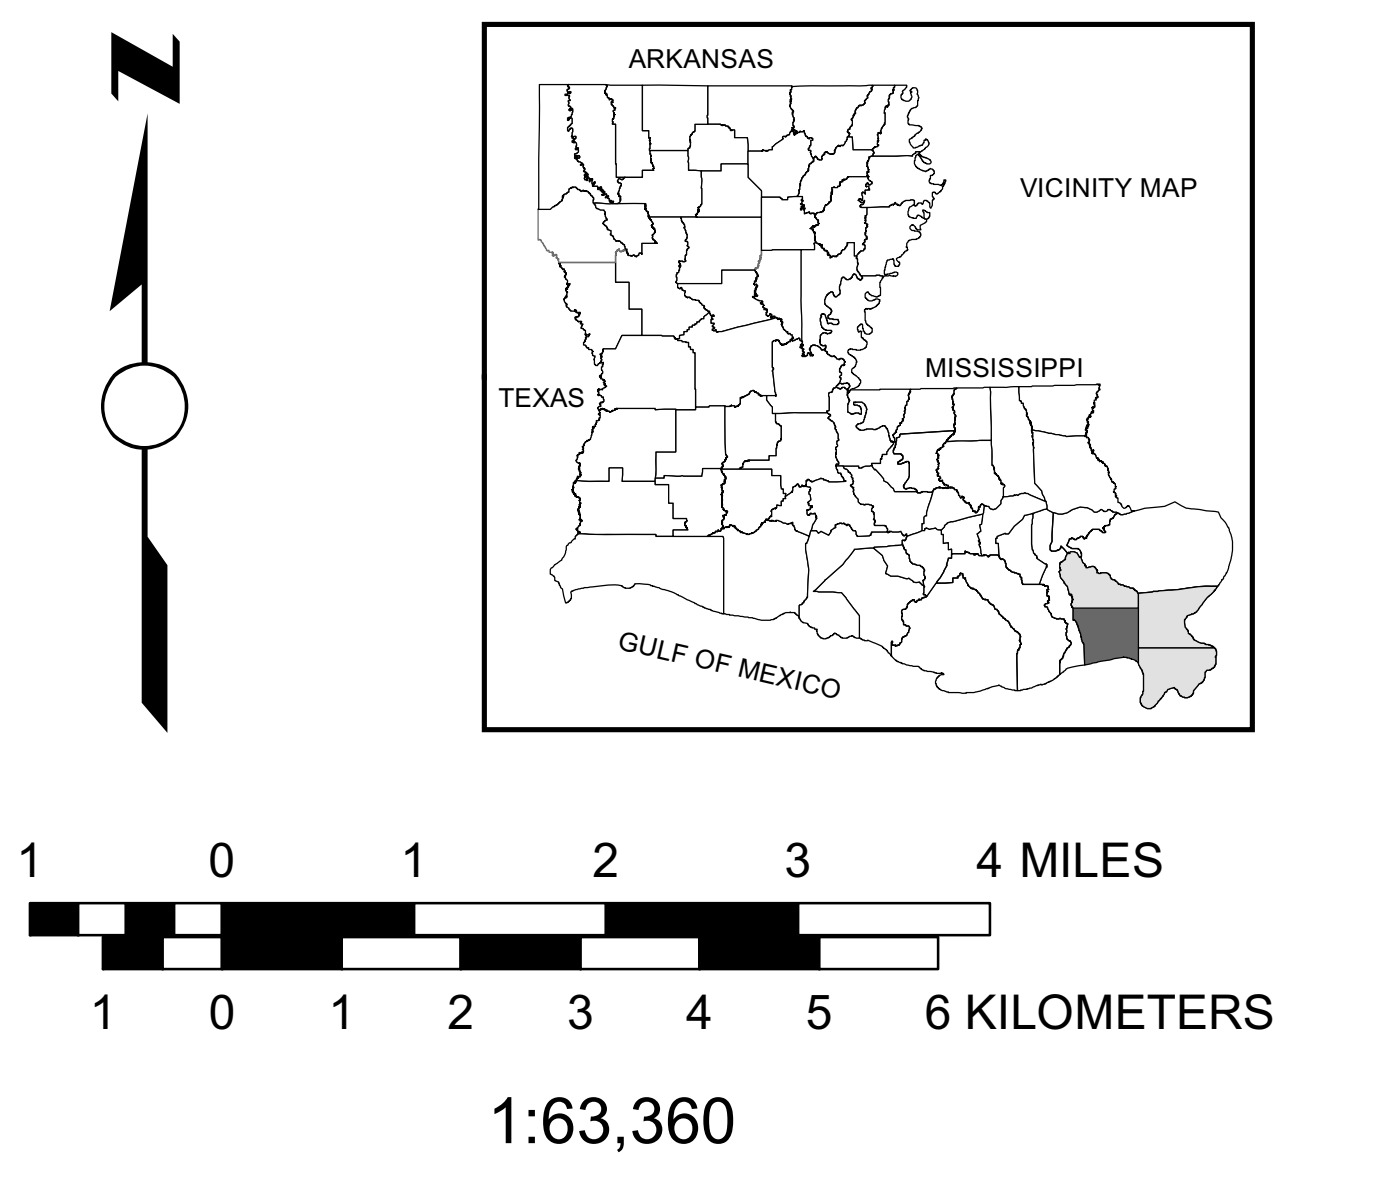 N
ARKANSAS
VICINITY MAP
MISSISSIPPI
TEXAS
GULF OF MEXICO
1 0 1 2 3 4 MILES
1 0 1 2 3 4 5 6 KILOMETERS
1:63,360